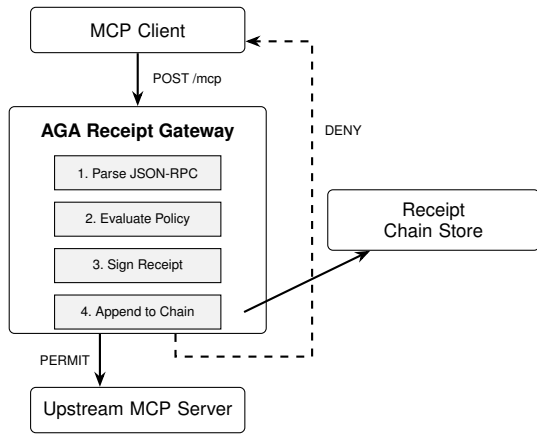 MCP Client
POST /mcp
AGA Receipt Gateway
DENY
1. Parse JSON-RPC
2. Evaluate Policy
Receipt
Chain Store
3. Sign Receipt
4. Append to Chain
PERMIT
Upstream MCP Server